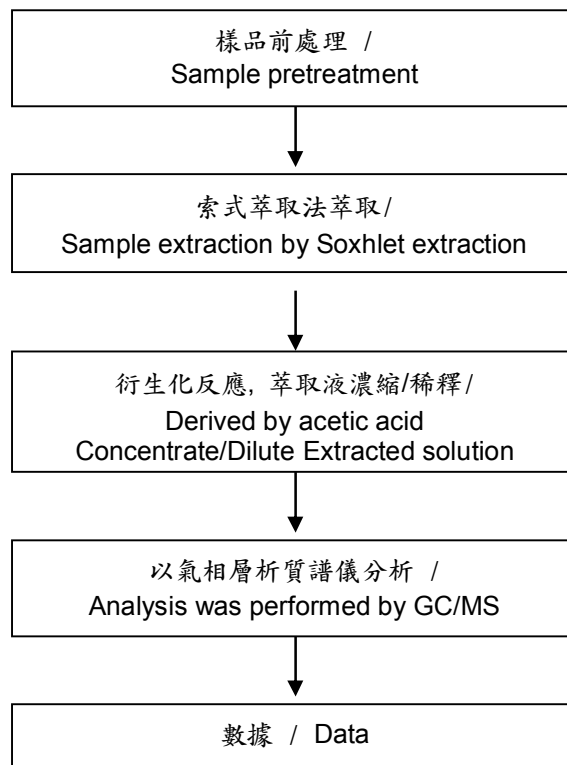 樣品前處理 /
Sample pretreatment
索式萃取法萃取/
Sample extraction by Soxhlet extraction
衍生化反應, 萃取液濃縮/稀釋/
Derived by acetic acid
Concentrate/Dilute Extracted solution
以氣相層析質譜儀分析 /
Analysis was performed by GC/MS
數據 / Data